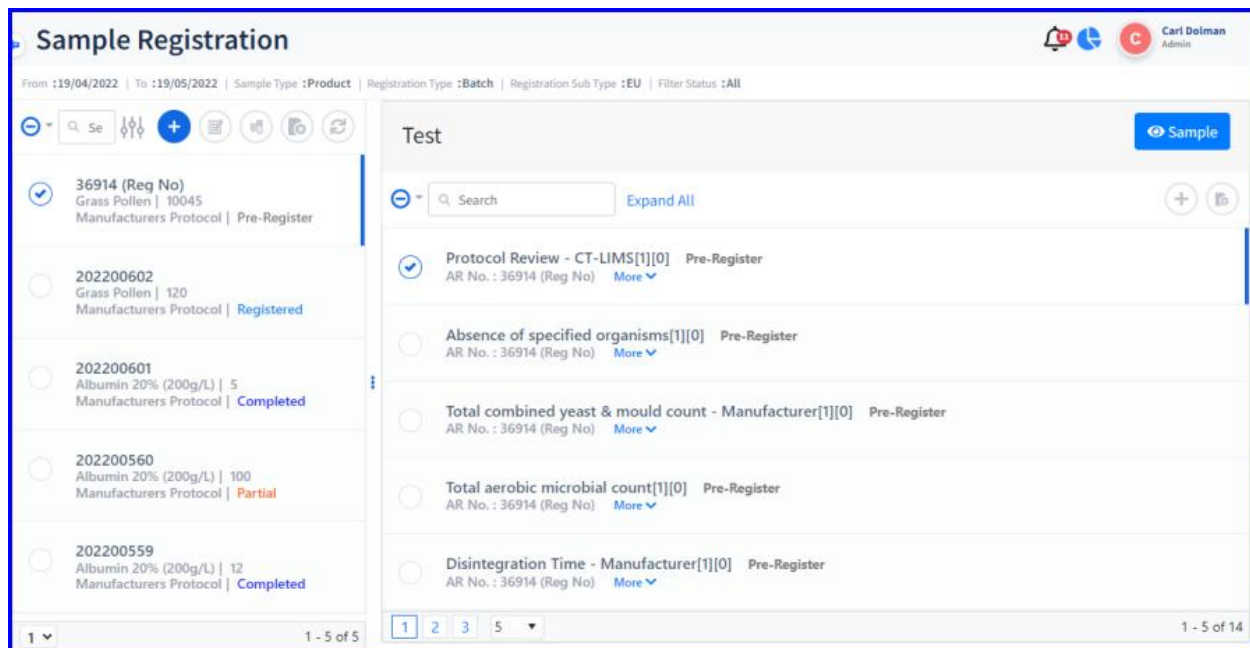 Sample Registration
11
C
Carl Dolman
Admin
From :19/04/2022 | To :19/05/2022 | Sample Type :Product | Registration Type :Batch | Registration Sub Type :EU | Filter Status :All
Se
36914 (Reg No)
Grass Pollen | 10045
Manufacturers Protocol | Pre-Register
202200602
Grass Pollen | 120
Manufacturers Protocol | Registered
202200601
Albumin 20% (200g/L) | 5
Manufacturers Protocol | Completed
202200560
Albumin 20% (200g/L) | 100
Manufacturers Protocol | Partial
202200559
Albumin 20% (200g/L) | 12
Manufacturers Protocol | Completed
1
1 - 5 of 5
Test
Sample
Search
Expand All
Protocol Review - CT-LIMS[1][0] Pre-Register
AR No. : 36914 (Reg No) More
Absence of specified organisms[1][0] Pre-Register
AR No. : 36914 (Reg No) More
Total combined yeast & mould count - Manufacturer[1][0] Pre-Register
AR No. : 36914 (Reg No) More
Total aerobic microbial count[1][0] Pre-Register
AR No. : 36914 (Reg No) More
Disintegration Time - Manufacturer[1][0] Pre-Register
AR No. : 36914 (Reg No) More
1 2 3 5
1 - 5 of 14